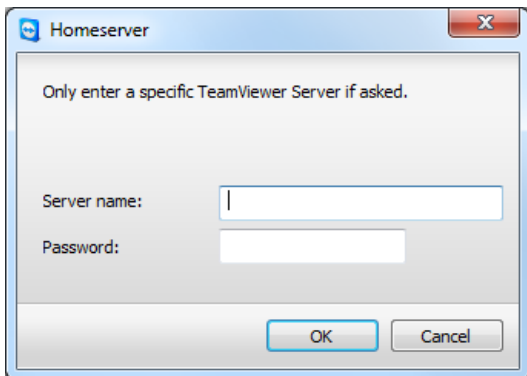 Homeserver
Only enter a specific TeamViewer Server if asked.
Server name:
Password:
OK
Cancel